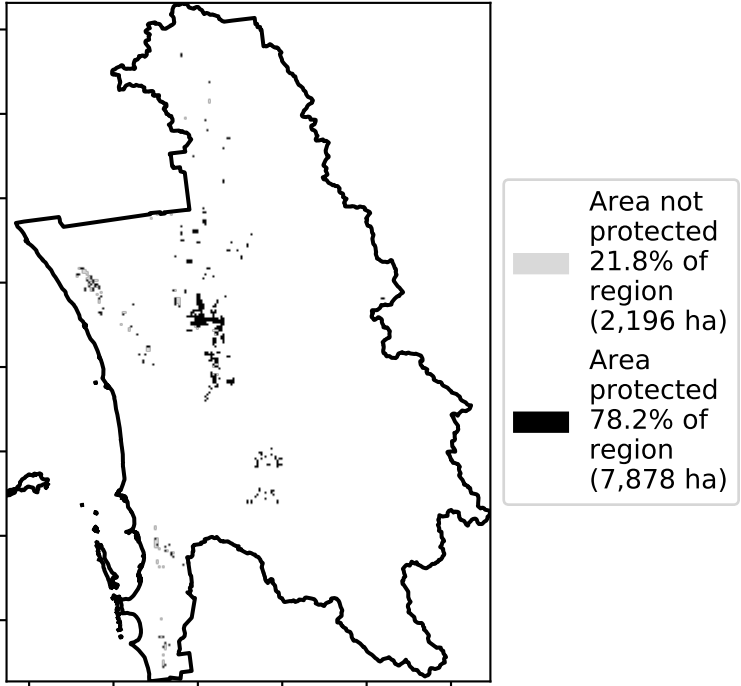 Area not
protected
21.8% of
region
(2,196 ha)
Area
protected
78.2% of
region
(7,878 ha)